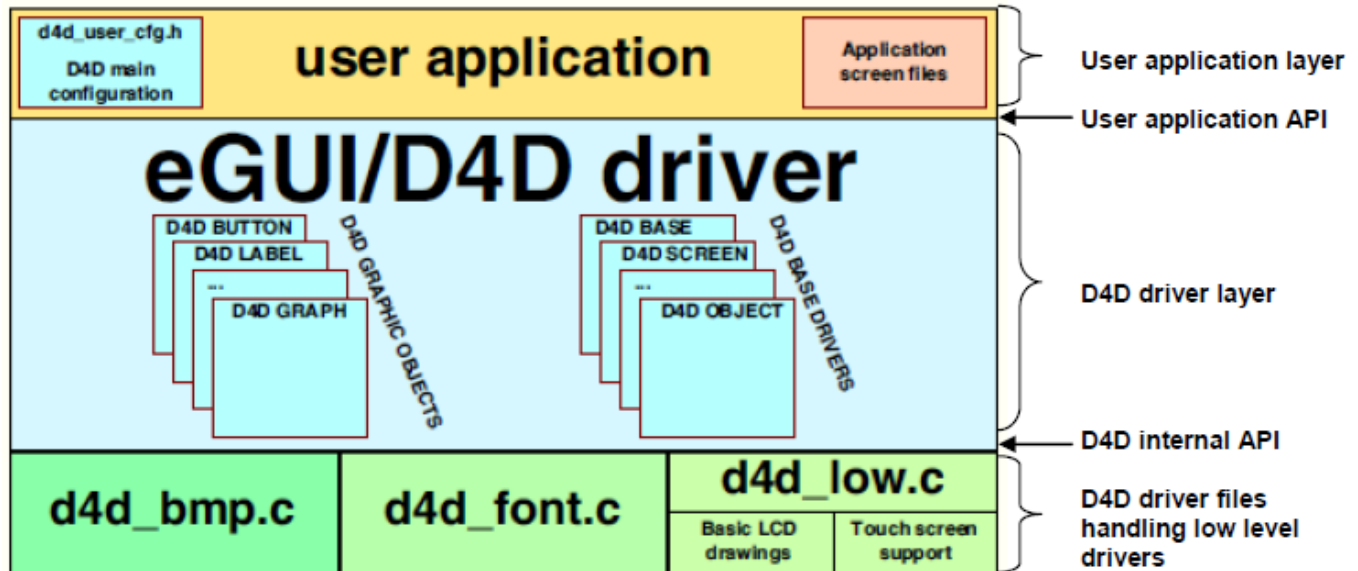 d4d_user_cfg.h
D4D main
configuration
user application
Application
screen files
User application layer
User application API
eGUI/D4D driver
D4D BUTTON
D4D LABEL
...
D4D GRAPH
D4D GRAPHIC OBJECTS
D4D BASE
D4D SCREEN
...
D4D OBJECT
D4D BASE DRIVERS
D4D driver layer
D4D internal API
d4d_bmp.c
d4d_font.c
d4d_low.c
Basic LCD
drawings
Touch screen
support
D4D driver files
handling low level
drivers